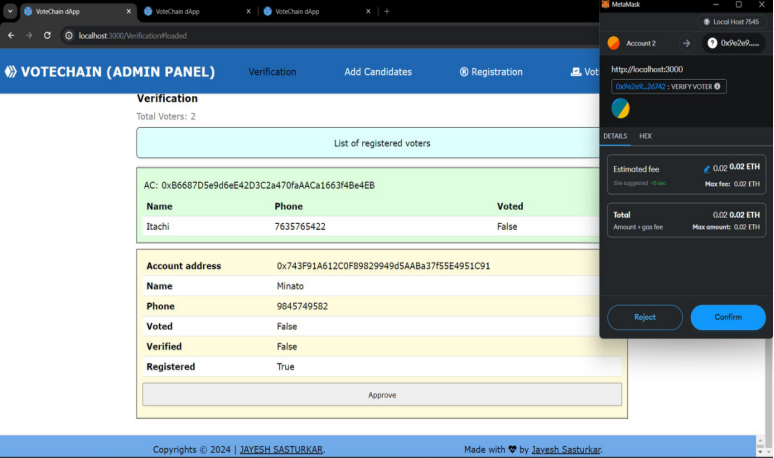 VoteChain dApp
VoteChain dApp
VoteChain dApp
localhost:3000/Verification#loaded
VOTECHAIN (ADMIN PANEL)
Verification
Add Candidates
Registration
Vot
Verification
Total Voters: 2
List of registered voters
AC: 0xB6687D5e9d6eE42D3C2a470faAACa1663f4Be4EB
Name Phone Voted
Itachi 7635765422 False
Account address 0x743F91A612C0F89829949d5AABa37f55E4951C91
Name Minato
Phone 9845749582
Voted False
Verified False
Registered True
Approve
Copyrights © 2024 | JAYESH SASTURKAR.
Made with ❤ by Jayesh Sasturkar.
MetaMask
Local Host 7545
Account 2
0x9e2e9...
http://localhost:3000
0x9e2e9...26742 : VERIFY VOTER
DETAILS HEX
Estimated fee 0.02 0.02 ETH
Site suggested ~15 sec Max fee: 0.02 ETH
Total 0.02 0.02 ETH
Amount + gas fee Max amount: 0.02 ETH
Reject
Confirm